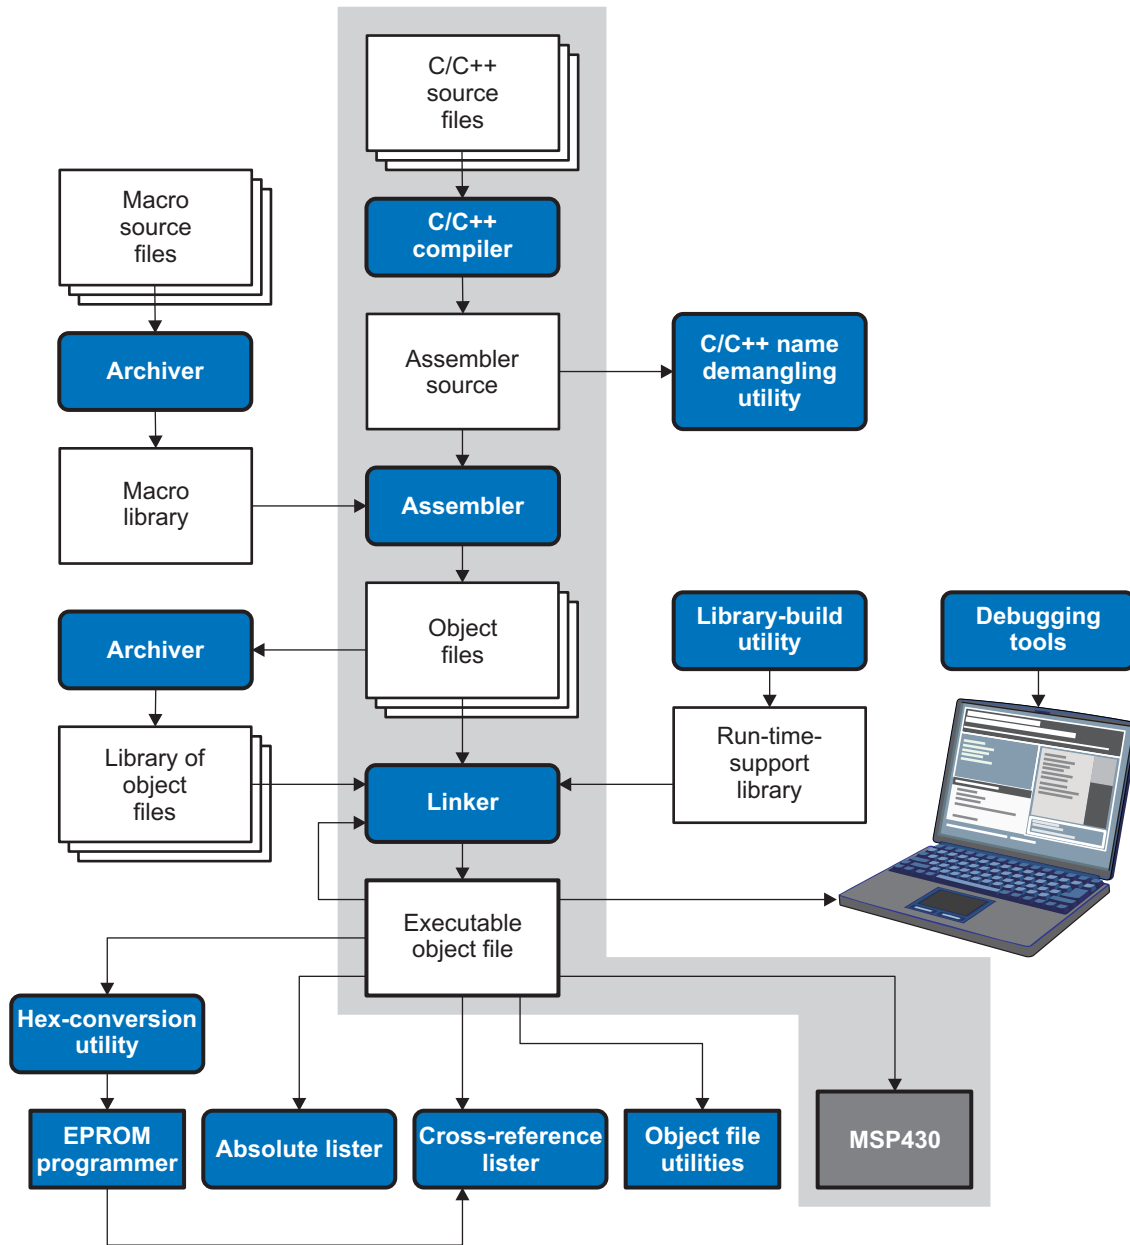 C/C++
source
files
Macro
source
files
C/C++
compiler
Archiver
Assembler
source
C/C++ name
demangling
utility
Macro
library
Assembler
Archiver
Object
files
Library-build
utility
Debugging
tools
Library of
object
files
Linker
Run-time-
support
library
Executable
object file
Hex-conversion
utility
EPROM
programmer
Absolute lister
Cross-reference
lister
Object file
utilities
MSP430